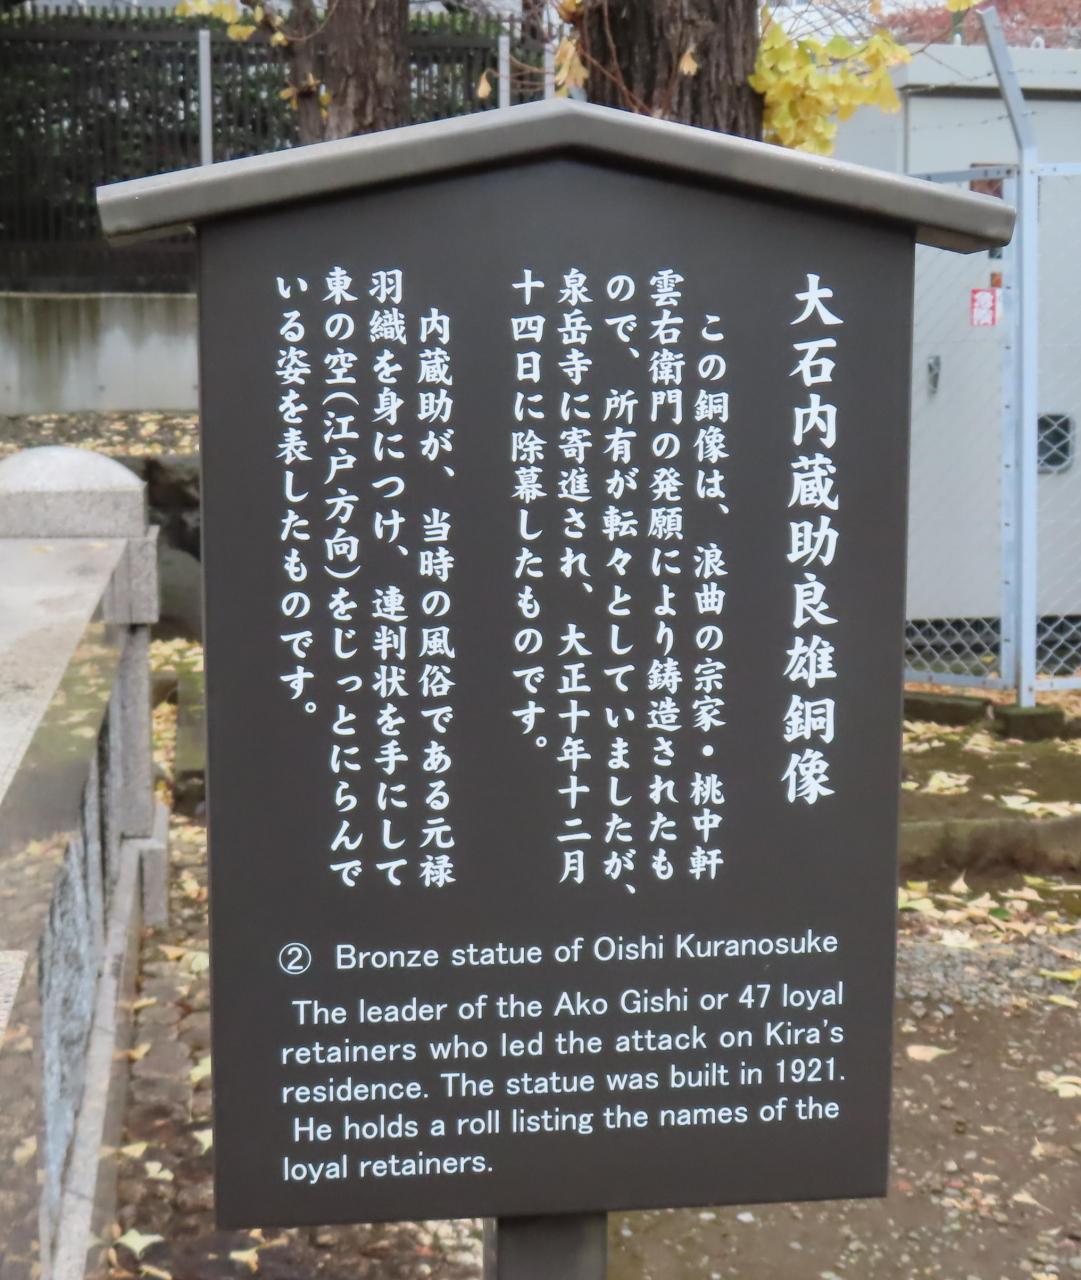 大石内蔵助良雄銅像
この銅像は、浪曲の宗家・桃中軒
雲右衛門の発願により鋳造されたも
ので、所有が転々としていましたが、
泉岳寺に寄進され、大正十年十二月
十四日に除幕したものです。
内蔵助が、当時の風俗である元禄
羽織を身につけ、連判状を手にして
東の空(江戸方向)をじっとにらんで
いる姿を表したものです。
② Bronze statue of Oishi Kuranosuke
The leader of the Ako Gishi or 47 loyal
retainers who led the attack on Kira's
residence. The statue was built in 1921.
He holds a roll listing the names of the
loyal retainers.
危険